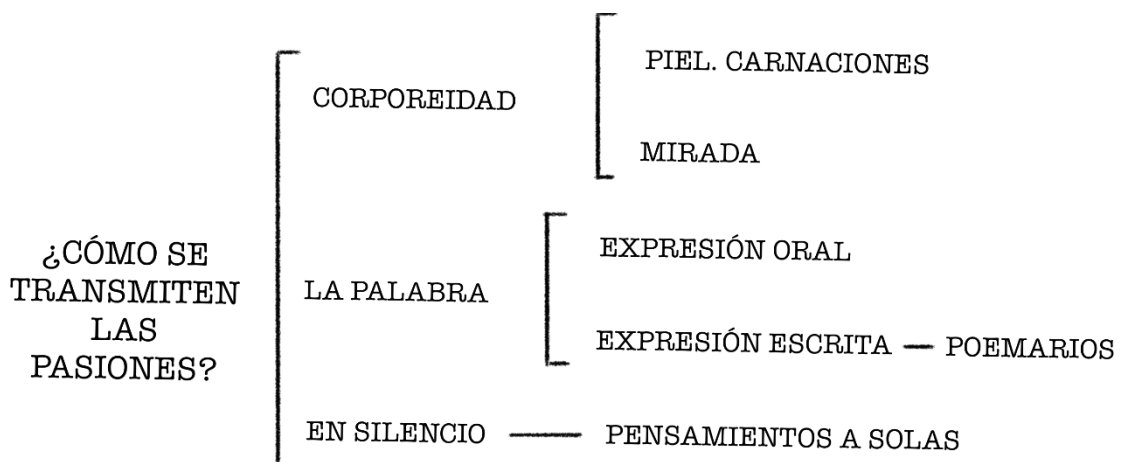 ¿CÓMO SE
TRANSMITEN
LAS
PASIONES?
CORPOREIDAD
PIEL. CARNACIONES
MIRADA
LA PALABRA
EXPRESIÓN ORAL
EXPRESIÓN ESCRITA — POEMARIOS
EN SILENCIO — PENSAMIENTOS A SOLAS